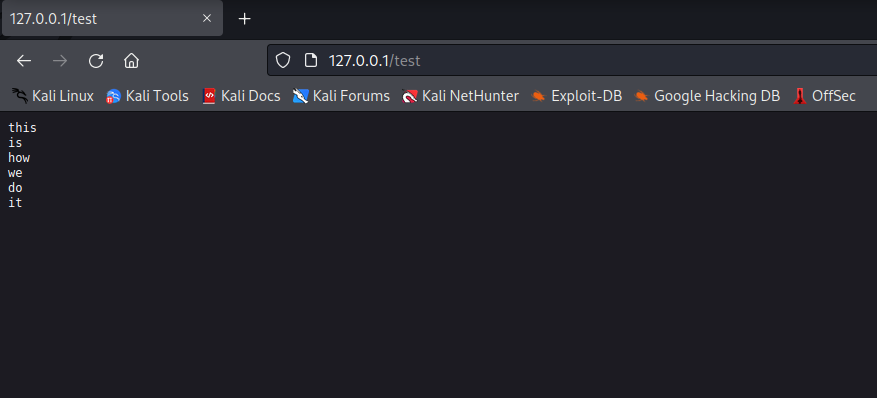 127.0.0.1/test
127.0.0.1/test
Kali Linux Kali Tools Kali Docs Kali Forums Kali NetHunter Exploit-DB Google Hacking DB OffSec
this
is
how
we
do
it